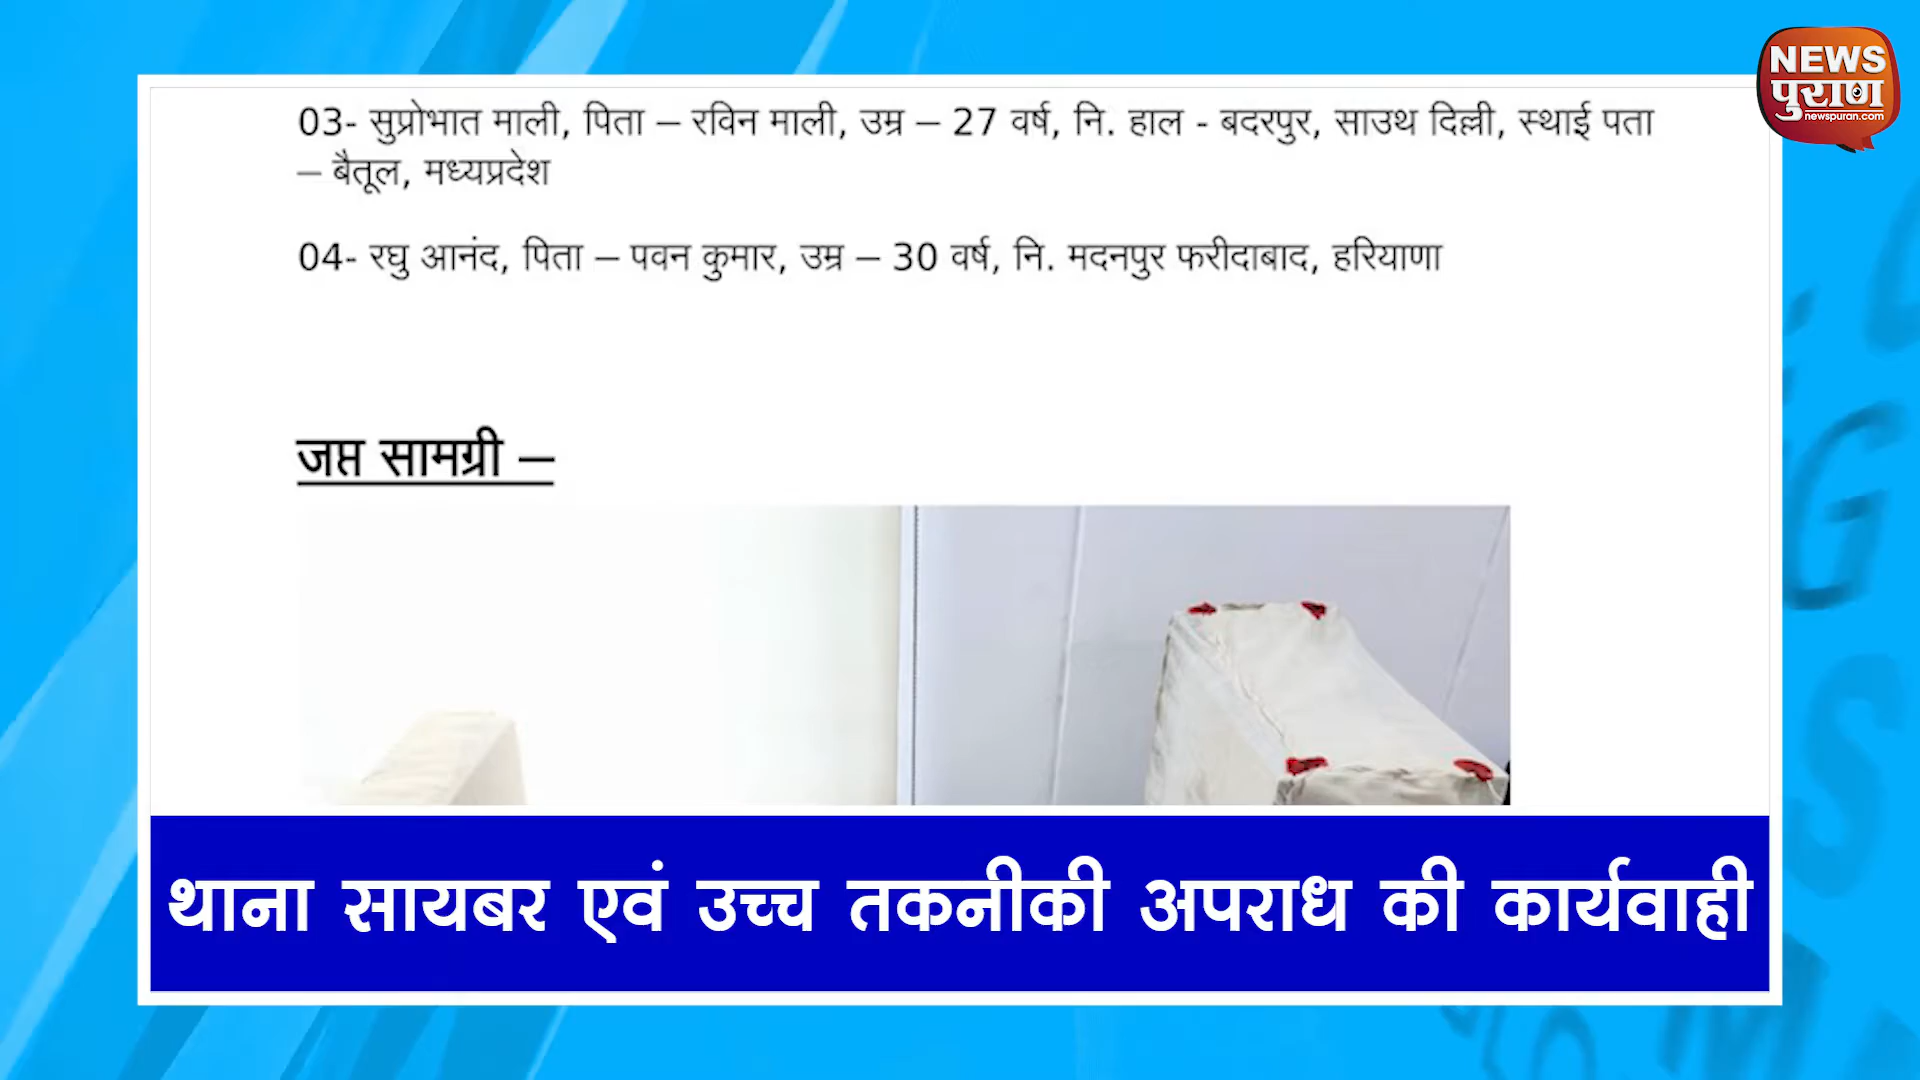 NEWS
पुराण
newspuran.com
03- सुप्रोभात माली, पिता – रविन माली, उम्र – 27 वर्ष, नि. हाल - बदरपुर, साउथ दिल्ली, स्थाई पता
– बैतूल, मध्यप्रदेश
04- रघु आनंद, पिता – पवन कुमार, उम्र – 30 वर्ष, नि. मदनपुर फरीदाबाद, हरियाणा
जप्त सामग्री –
थाना सायबर एवं उच्च तकनीकी अपराध की कार्यवाही